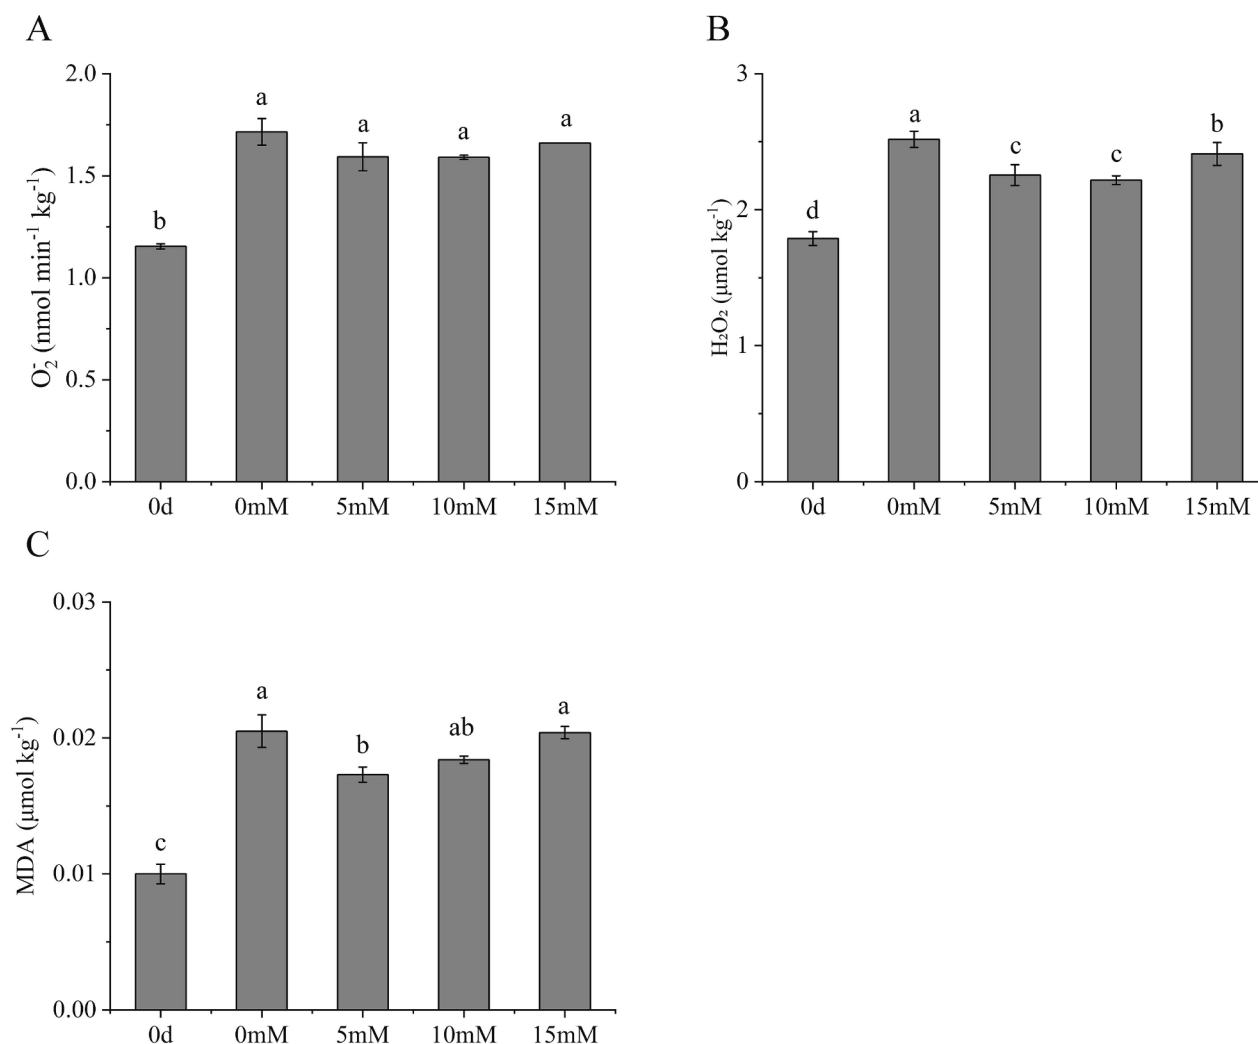 A
O₂⁻ (nmol min⁻¹ kg⁻¹)
2.0
1.5
1.0
0.5
0.0
b
a
a
a
a
0d
0mM
5mM
10mM
15mM
B
H₂O₂ (μmol kg⁻¹)
3
2
1
0
d
a
c
c
b
0d
0mM
5mM
10mM
15mM
C
MDA (μmol kg⁻¹)
0.03
0.02
0.01
0.00
c
a
b
ab
a
0d
0mM
5mM
10mM
15mM